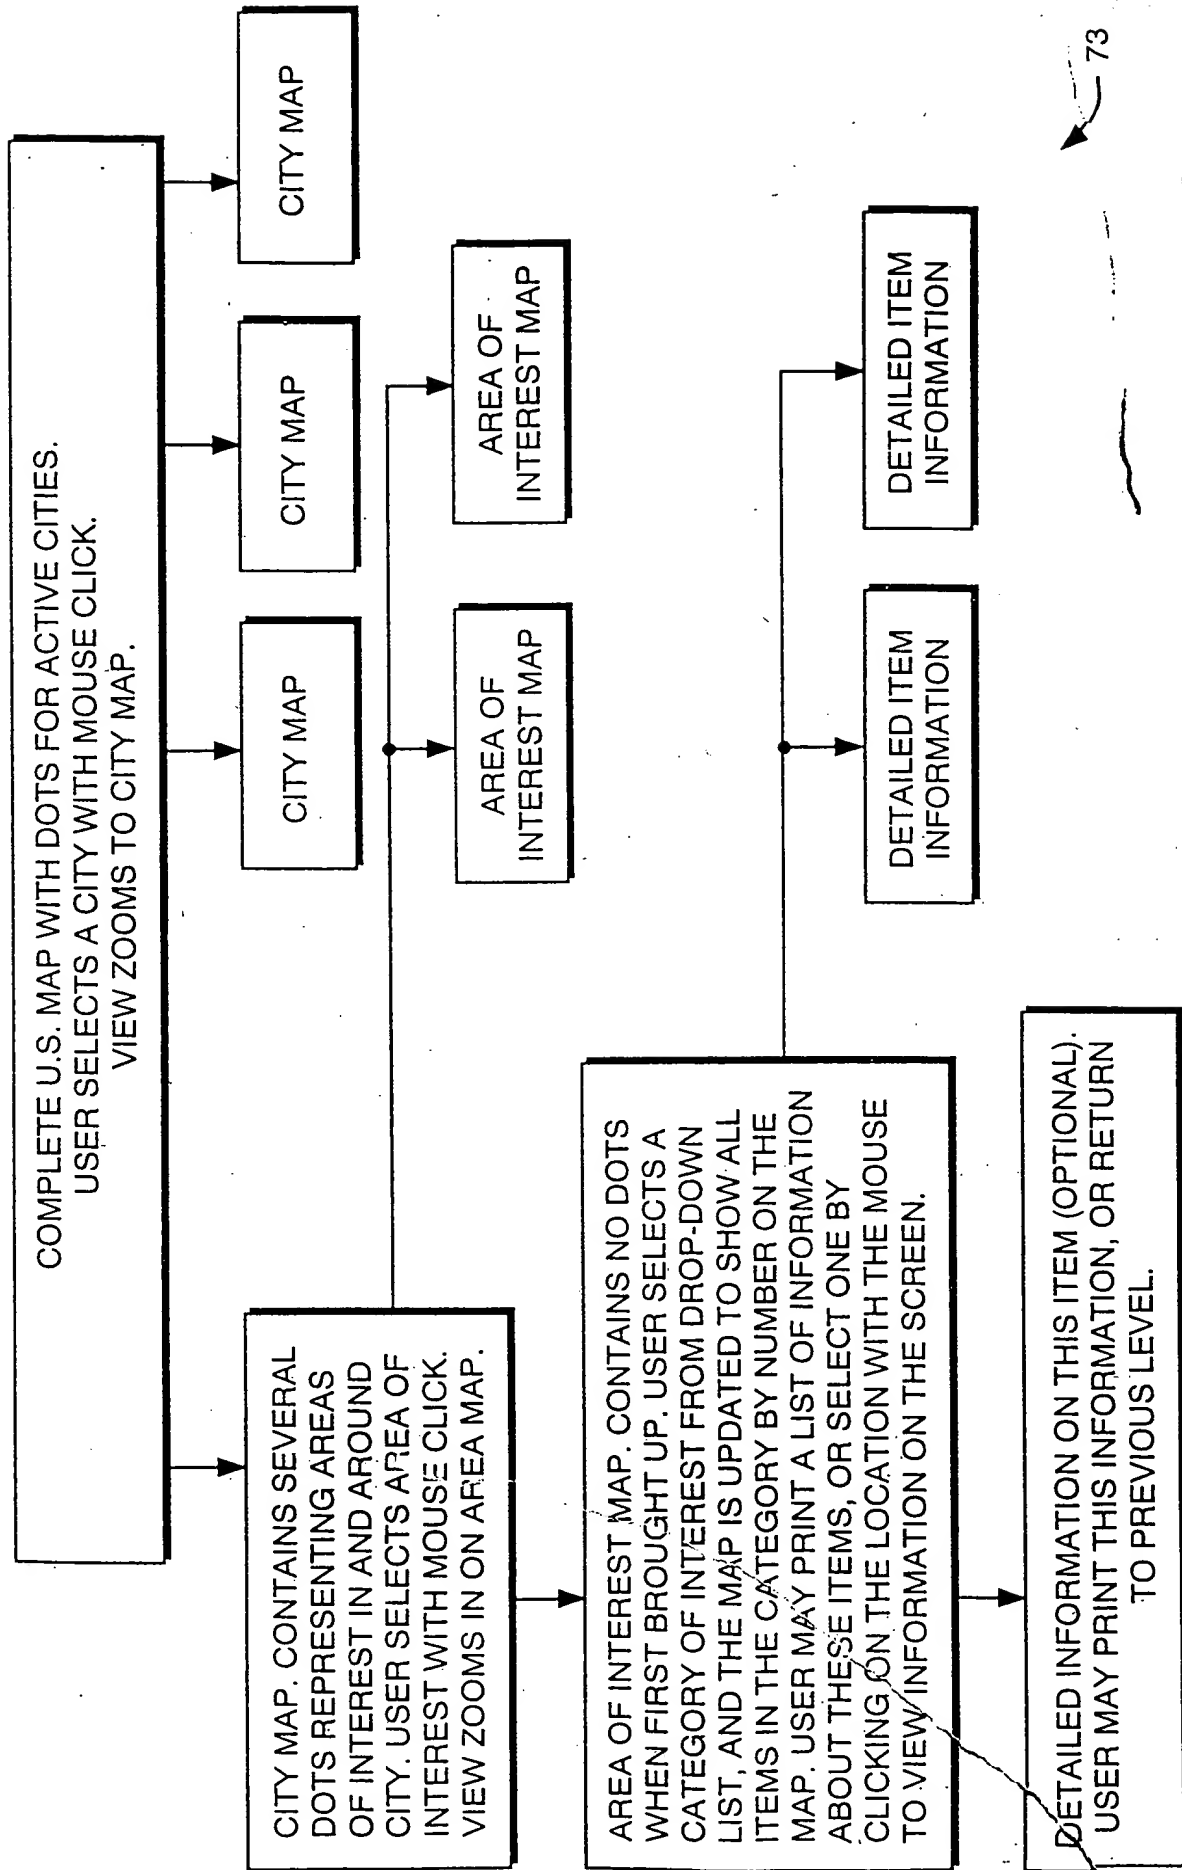 COMPLETE U.S. MAP WITH DOTS FOR ACTIVE CITIES.
USER SELECTS A CITY WITH MOUSE CLICK.
VIEW ZOOMS TO CITY MAP.
CITY MAP. CONTAINS SEVERAL
DOTS REPRESENTING AREAS
OF INTEREST IN AND AROUND
CITY. USER SELECTS AREA OF
INTEREST WITH MOUSE CLICK.
VIEW ZOOMS IN ON AREA MAP.
CITY MAP
CITY MAP
CITY MAP
AREA OF
INTEREST MAP
AREA OF
INTEREST MAP
AREA OF INTEREST MAP. CONTAINS NO DOTS
WHEN FIRST BROUGHT UP. USER SELECTS A
CATEGORY OF INTEREST FROM DROP-DOWN
LIST, AND THE MAP IS UPDATED TO SHOW ALL
ITEMS IN THE CATEGORY BY NUMBER ON THE
MAP. USER MAY PRINT A LIST OF INFORMATION
ABOUT THESE ITEMS, OR SELECT ONE BY
CLICKING ON THE LOCATION WITH THE MOUSE
TO VIEW INFORMATION ON THE SCREEN.
DETAILED ITEM
INFORMATION
DETAILED ITEM
INFORMATION
DETAILED INFORMATION ON THIS ITEM (OPTIONAL).
USER MAY PRINT THIS INFORMATION, OR RETURN
TO PREVIOUS LEVEL.
73